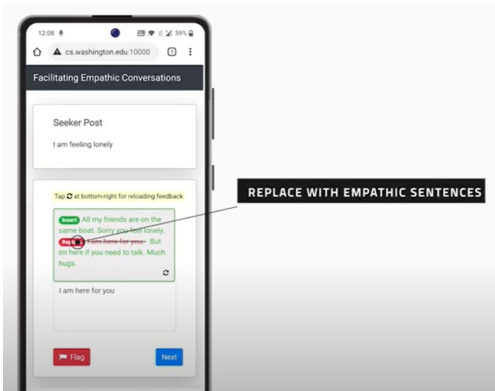 12:08
59%
cs.washington.edu:10000
Facilitating Empathic Conversations
Seeker Post
I am feeling lonely
Tap at bottom-right for reloading feedback
Insert All my friends are on the
same boat. Sorry you feel lonely.
I am here for you But
im here if you need to talk. Much
hugs.
I am here for you
Flag
Next
REPLACE WITH EMPATHIC SENTENCES